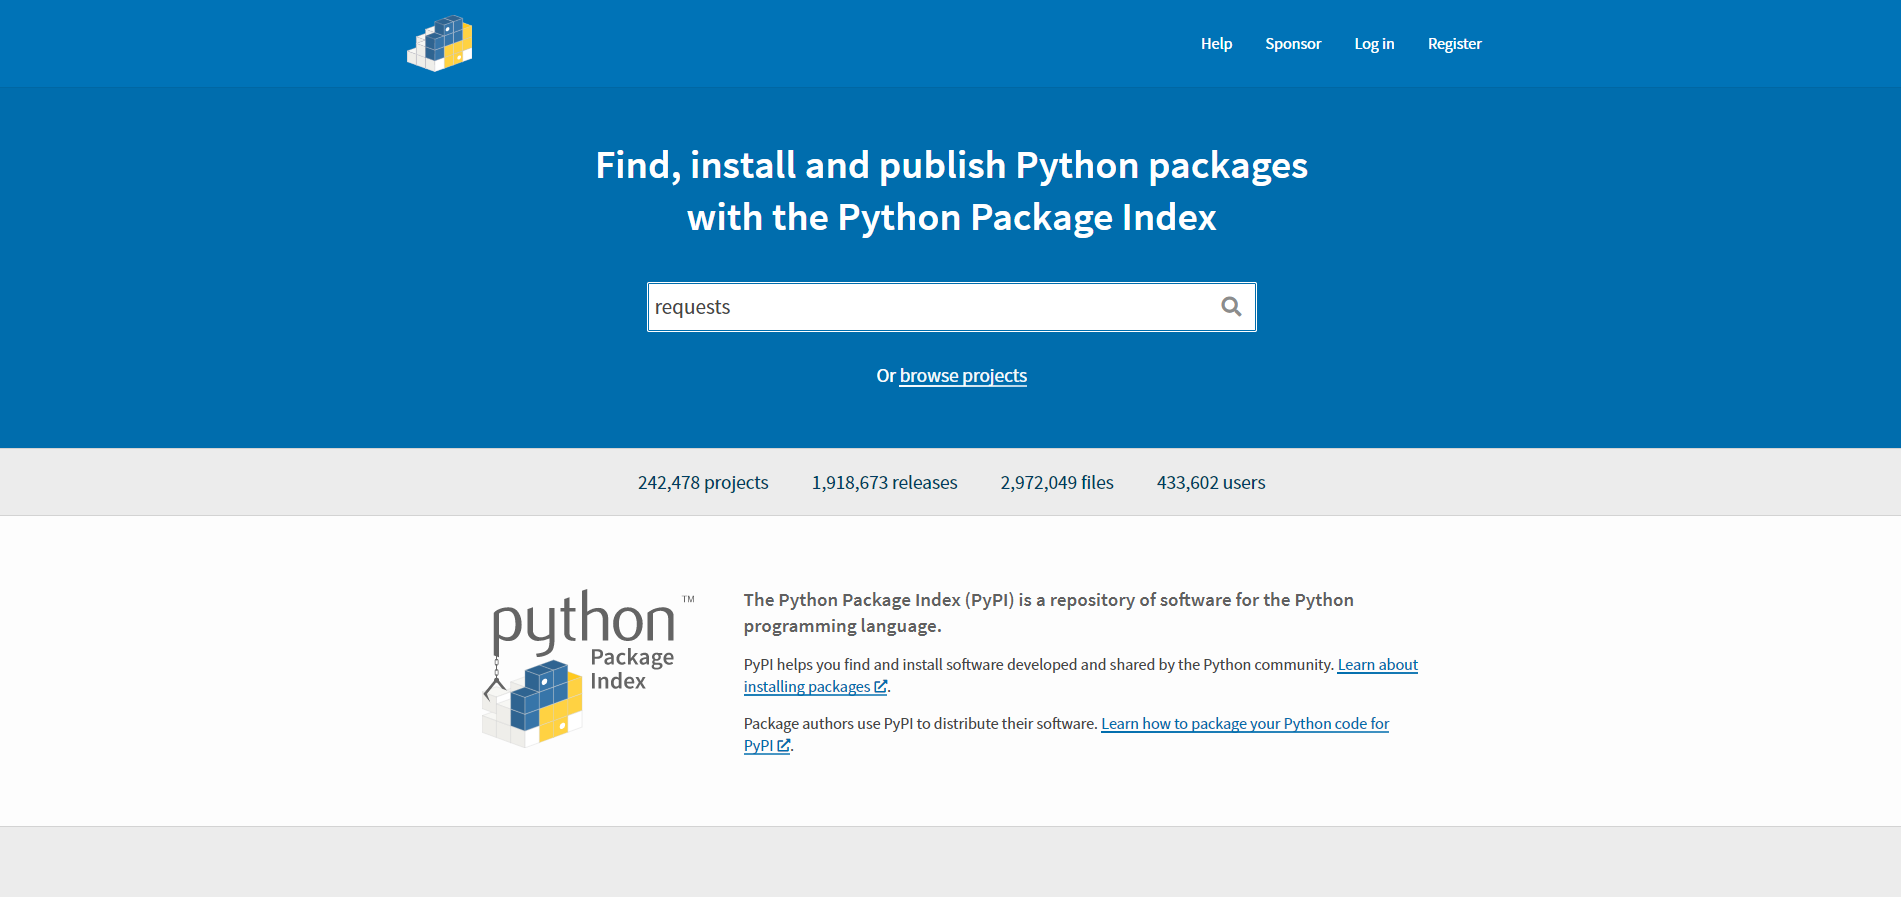 Help Sponsor Log in Register
Find, install and publish Python packages
with the Python Package Index
requests
Or browse projects
242,478 projects 1,918,673 releases 2,972,049 files 433,602 users
python TM
Package
Index
The Python Package Index (PyPI) is a repository of software for the Python
programming language.
PyPI helps you find and install software developed and shared by the Python community. Learn about
installing packages.
Package authors use PyPI to distribute their software. Learn how to package your Python code for
PyPI.